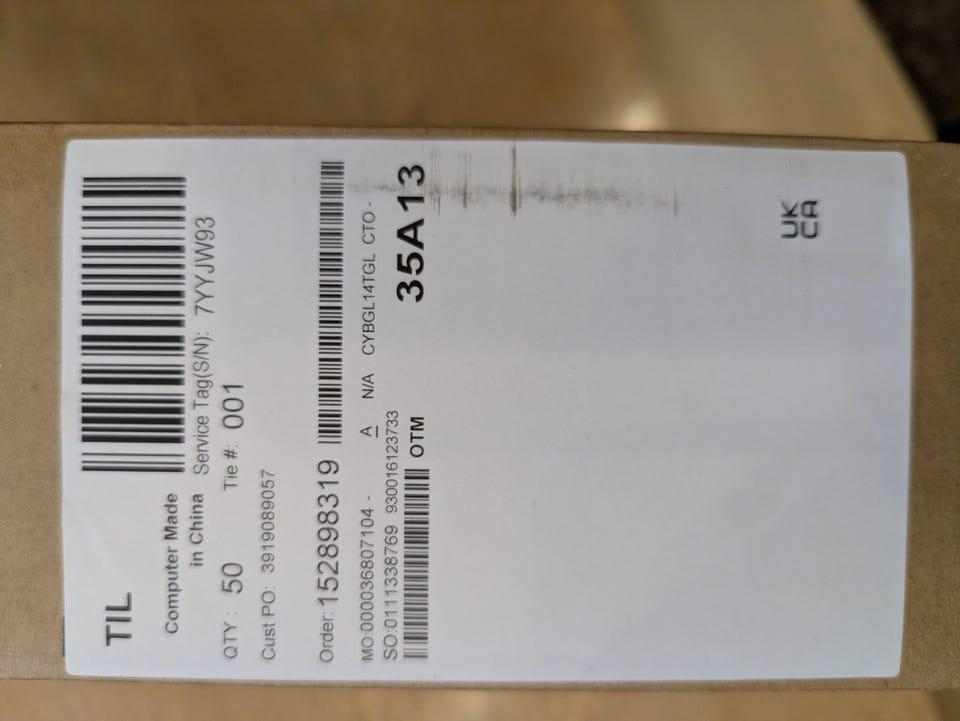 TIL
Computer Made
in China
Service Tag(S/N): 7YYJW93
QTY : 50 Tie #: 001
Cust PO: 3919089057
Order: 152898319
MO:000036807104 - A N/A CYBGL14TGL CTO -
SO:01111338769 930016123733
OTM 35A13
UK
CA